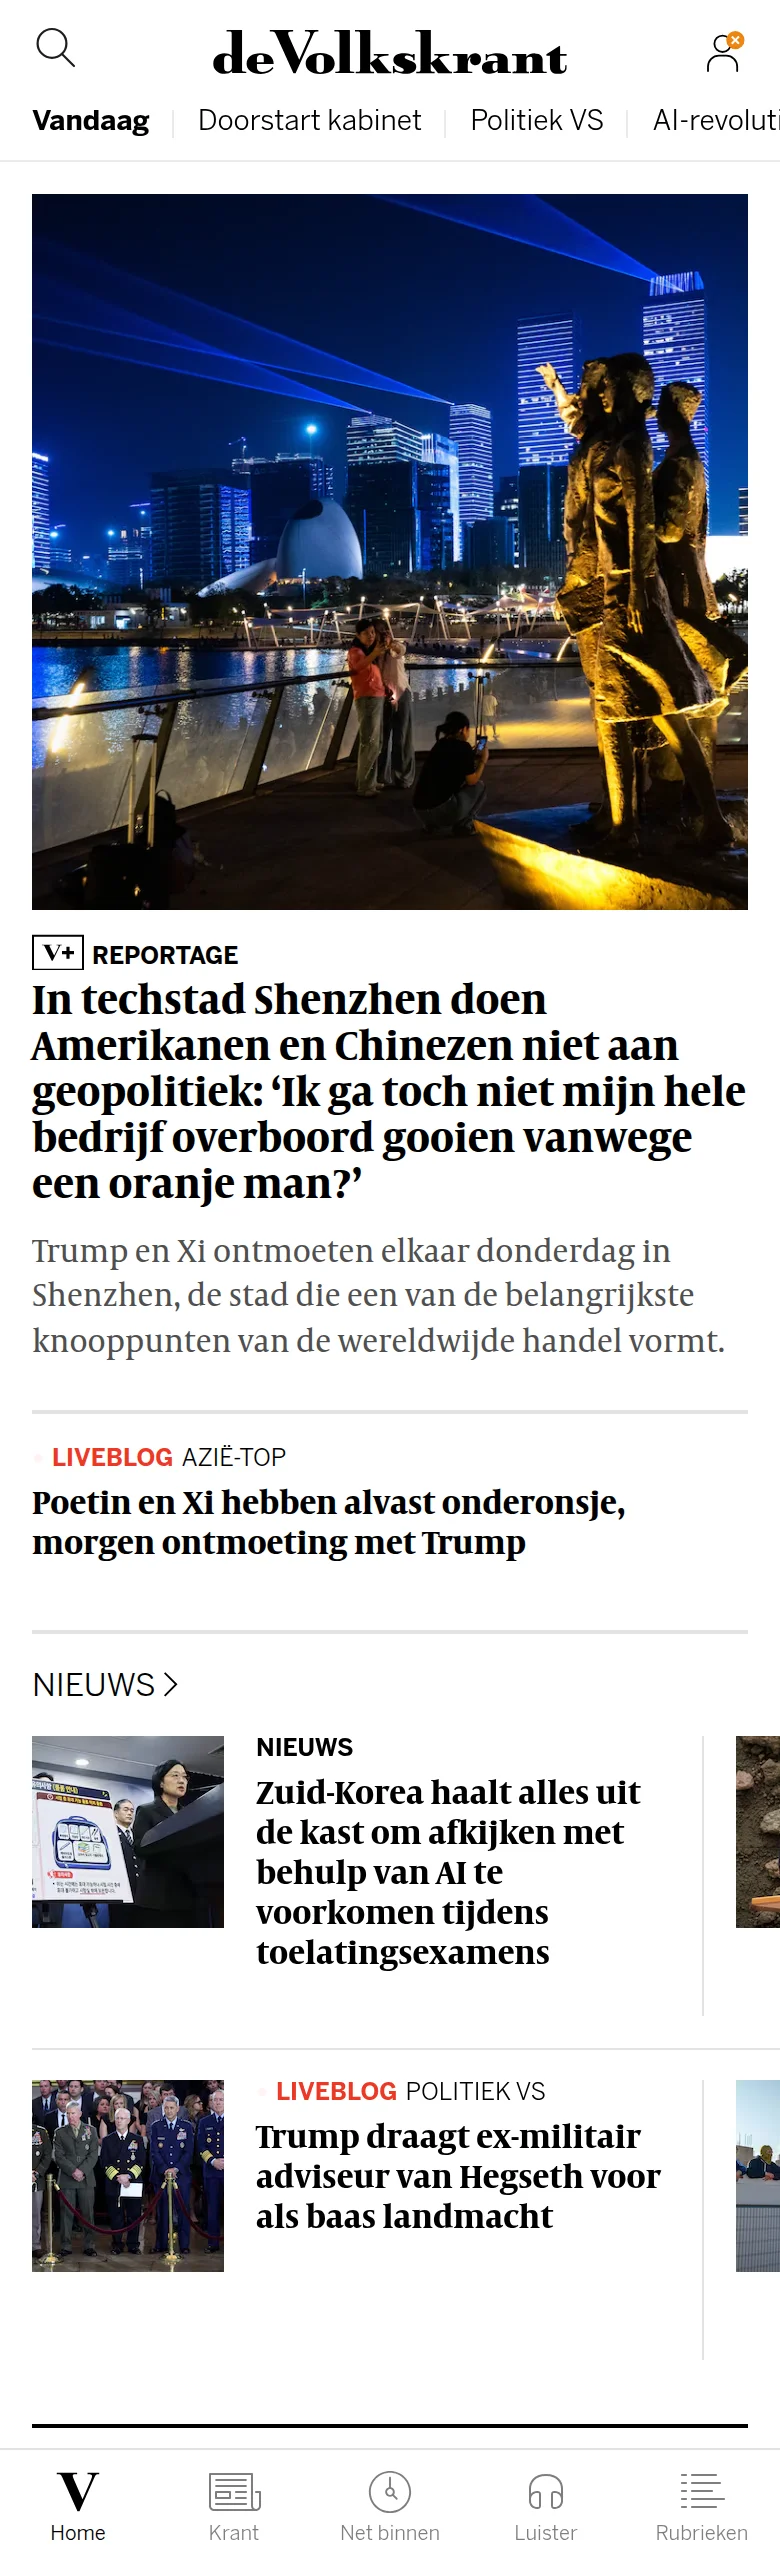 de Volkskrant
Vandaag
Doorstart kabinet
Politiek VS
AI-revoluti
V+ REPORTAGE
In techstad Shenzhen doen
Amerikanen en Chinezen niet aan
geopolitiek: ‘Ik ga toch niet mijn hele
bedrijf overboord gooien vanwege
een oranje man?’
Trump en Xi ontmoeten elkaar donderdag in
Shenzhen, de stad die een van de belangrijkste
knooppunten van de wereldwijde handel vormt.
LIVEBLOG AZIË-TOP
Poetin en Xi hebben alvast onderonsje,
morgen ontmoeting met Trump
NIEUWS
NIEUWS
Zuid-Korea haalt alles uit
de kast om afkijken met
behulp van AI te
voorkomen tijdens
toelatingsexamens
LIVEBLOG POLITIEK VS
Trump draagt ex-militair
adviseur van Hegseth voor
als baas landmacht
V
Home
Krant
Net binnen
Luister
Rubrieken